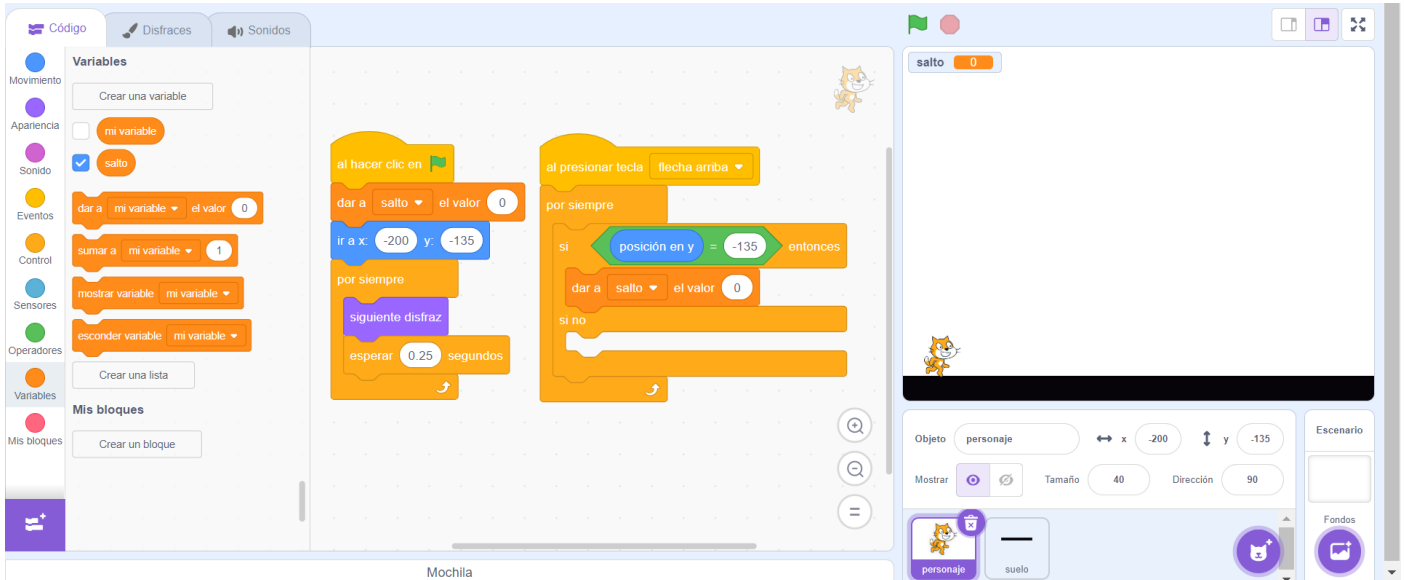 Código
Disfraces
Sonidos
Movimiento
Apariencia
Sonido
Eventos
Control
Sensores
Operadores
Variables
Mis bloques
Variables
Crear una variable
mi variable
salto
dar a mi variable el valor 0
sumar a mi variable 1
mostrar variable mi variable
esconder variable mi variable
Crear una lista
Mis bloques
Crear un bloque
al hacer clic en
dar a salto el valor 0
ir a x: -200 y: -135
por siempre
siguiente disfraz
esperar 0.25 segundos
al presionar tecla flecha arriba
por siempre
si posición en y = -135 entonces
dar a salto el valor 0
si no
Mochila
salto 0
Objeto personaje x -200 y -135
Mostrar Tamaño 40 Dirección 90
personaje
suelo
Escenario
Fondos